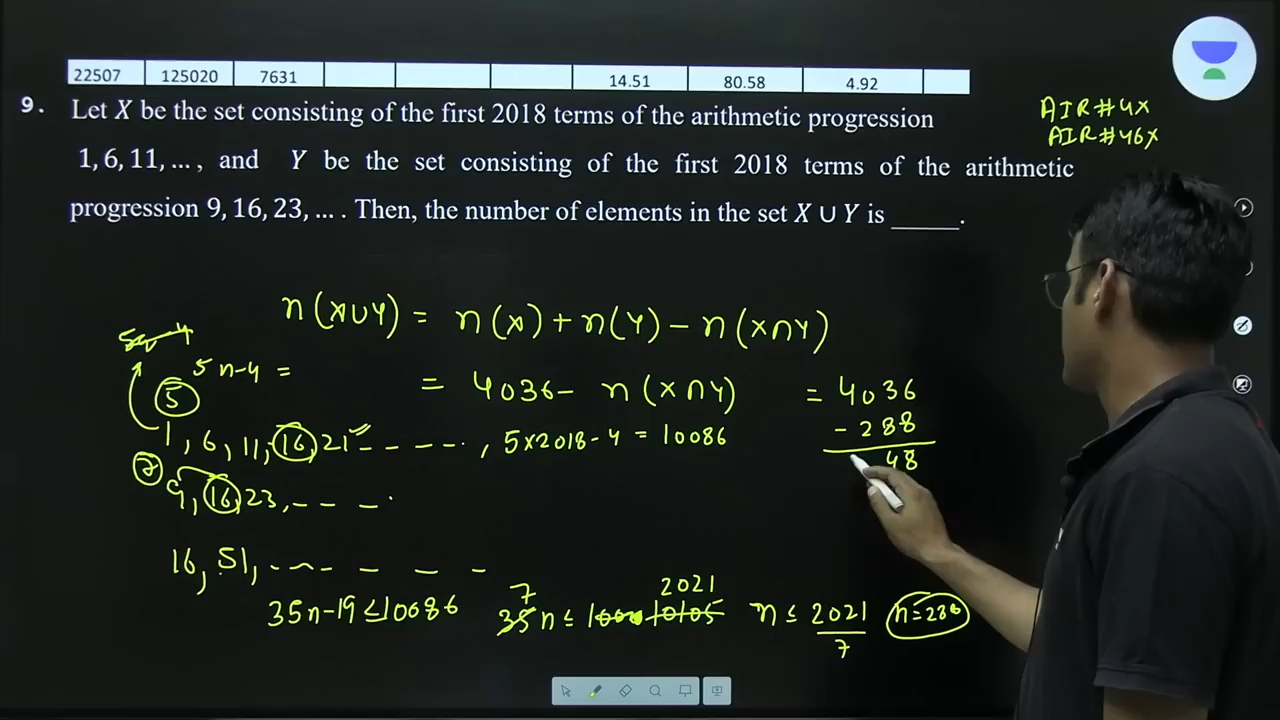 22507 125020 7631 14.51 80.58 4.92
9. Let X be the set consisting of the first 2018 terms of the arithmetic progression
1, 6, 11, ... , and Y be the set consisting of the first 2018 terms of the arithmetic
progression 9, 16, 23, ... . Then, the number of elements in the set X ∪ Y is _____.
AIR#4X
AIR#46X
n(X∪Y) = n(X) + n(Y) − n(X∩Y)
5n-4 =
= 4036 − n(X∩Y)
= 4036
- 288
48
5
1, 6, 11, 16, 21 - - - - - , 5×2018-4 = 10086
7
9, 16, 23, - - - .
16, 51, - - - - - -
35n-19 ≤ 10086
7 2021
35n ≤ 10105
n ≤ 2021
7
n=288